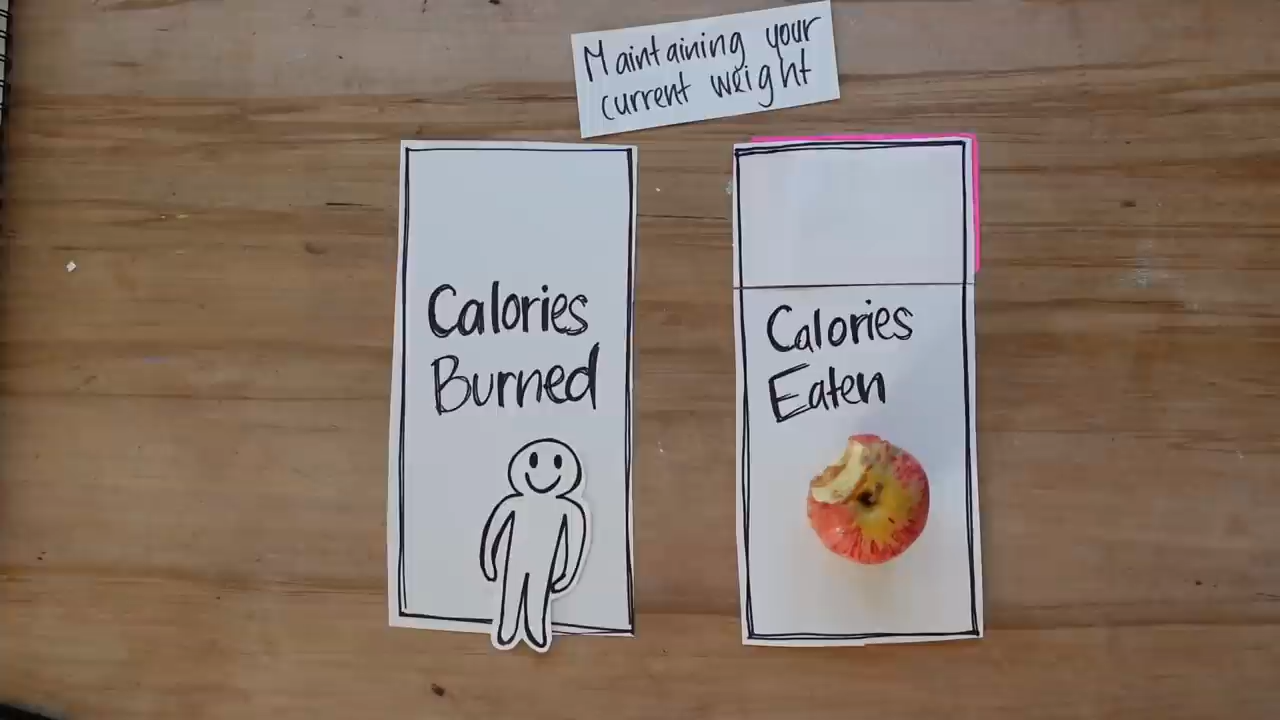 Maintaining your
current weight
Calories
Burned
Calories
Eaten